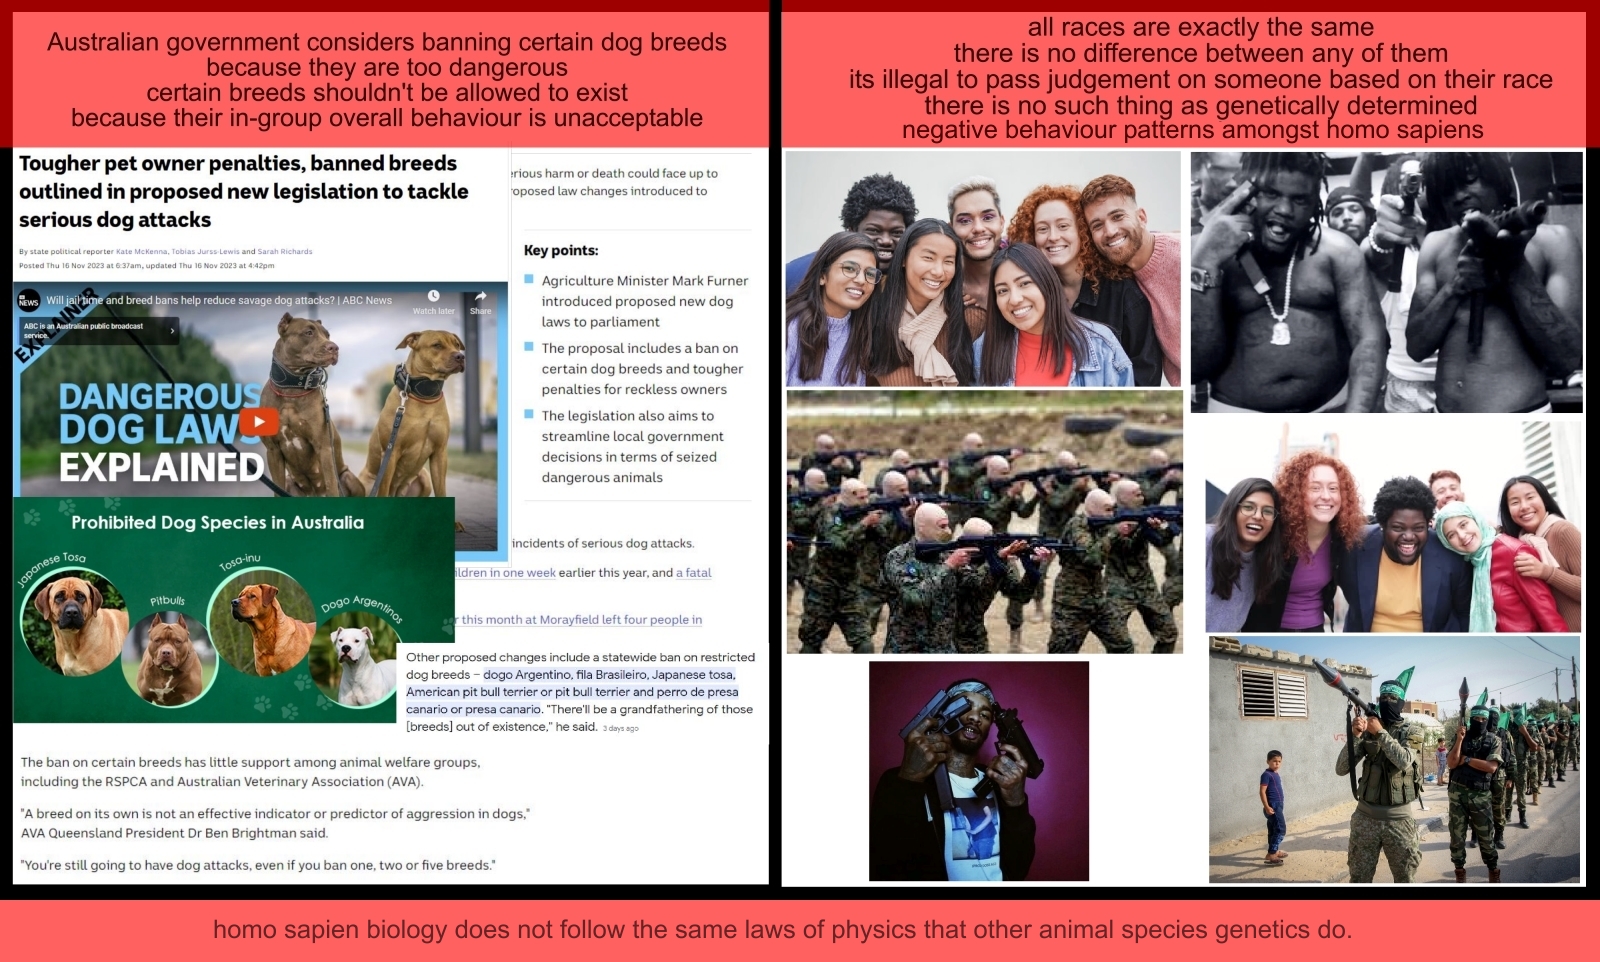 Australian government considers banning certain dog breeds
because they are too dangerous
certain breeds shouldn't be allowed to exist
because their in-group overall behaviour is unacceptable
all races are exactly the same
there is no difference between any of them
its illegal to pass judgement on someone based on their race
there is no such thing as genetically determined
negative behaviour patterns amongst homo sapiens
Tougher pet owner penalties, banned breeds
outlined in proposed new legislation to tackle
serious dog attacks
By state political reporter Kate McKenna, Tobias Jurss-Lewis and Sarah Richards
Posted Thu 16 Nov 2023 at 6:37am, updated Thu 16 Nov 2023 at 4:42pm
erious harm or death could face up to
roposed law changes introduced to
Key points:
Agriculture Minister Mark Furner
introduced proposed new dog
laws to parliament
The proposal includes a ban on
certain dog breeds and tougher
penalties for reckless owners
The legislation also aims to
streamline local government
decisions in terms of seized
dangerous animals
NEWS
Will jail time and breed bans help reduce savage dog attacks? | ABC News
Watch later
Share
ABC is an Australian public broadcast
service.
EXPLAINER
DANGEROUS
DOG LAWS
EXPLAINED
incidents of serious dog attacks.
ildren in one week earlier this year, and a fatal
r this month at Morayfield left four people in
Prohibited Dog Species in Australia
Japanese Tosa
Pitbulls
Tosa-inu
Dogo Argentinos
Other proposed changes include a statewide ban on restricted
dog breeds – dogo Argentino, fila Brasileiro, Japanese tosa,
American pit bull terrier or pit bull terrier and perro de presa
canario or presa canario. "There'll be a grandfathering of those
[breeds] out of existence," he said. 3 days ago
The ban on certain breeds has little support among animal welfare groups,
including the RSPCA and Australian Veterinary Association (AVA).
"A breed on its own is not an effective indicator or predictor of aggression in dogs,"
AVA Queensland President Dr Ben Brightman said.
"You're still going to have dog attacks, even if you ban one, two or five breeds."
homo sapien biology does not follow the same laws of physics that other animal species genetics do.